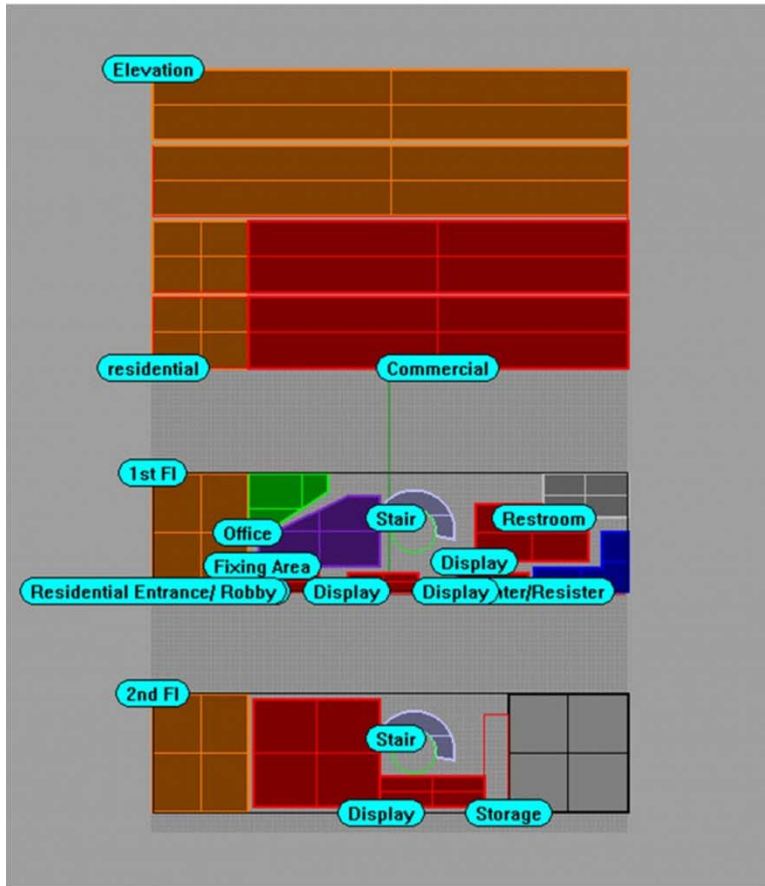 Elevation
residential
Commercial
1st Fl
Stair
Restroom
Office
Display
Fixing Area
Residential Entrance/ Robby
Display
Display
nter/Resister
2nd Fl
Stair
Display
Storage